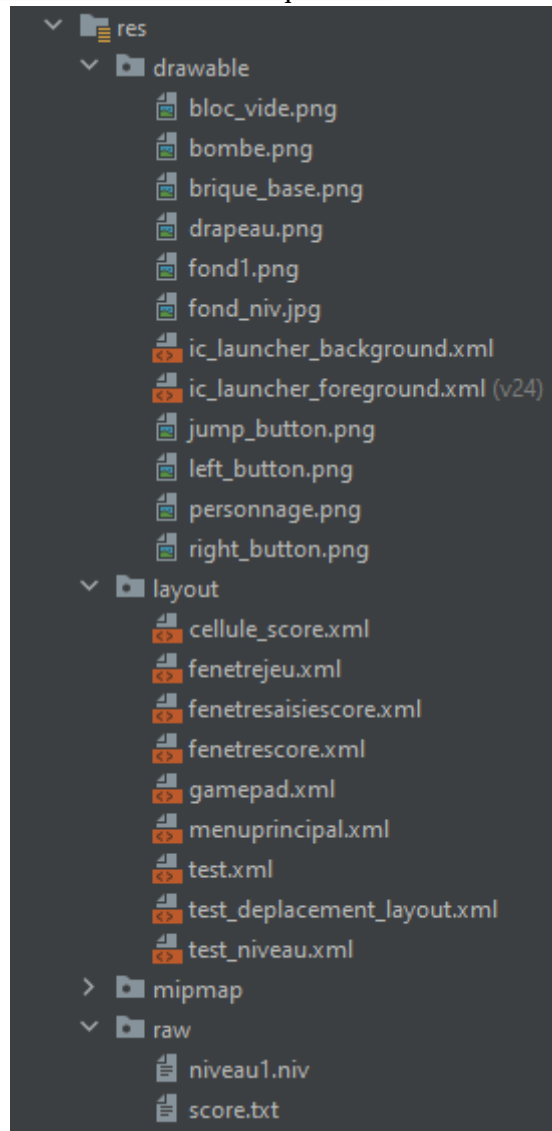 res
drawable
bloc_vide.png
bombe.png
brique_base.png
drapeau.png
fond1.png
fond_niv.jpg
ic_launcher_background.xml
ic_launcher_foreground.xml (v24)
jump_button.png
left_button.png
personnage.png
right_button.png
layout
cellule_score.xml
fenetrejeu.xml
fenetresaisiescore.xml
fenetrescore.xml
gamepad.xml
menuprincipal.xml
test.xml
test_deplacement_layout.xml
test_niveau.xml
mipmap
raw
niveau1.niv
score.txt